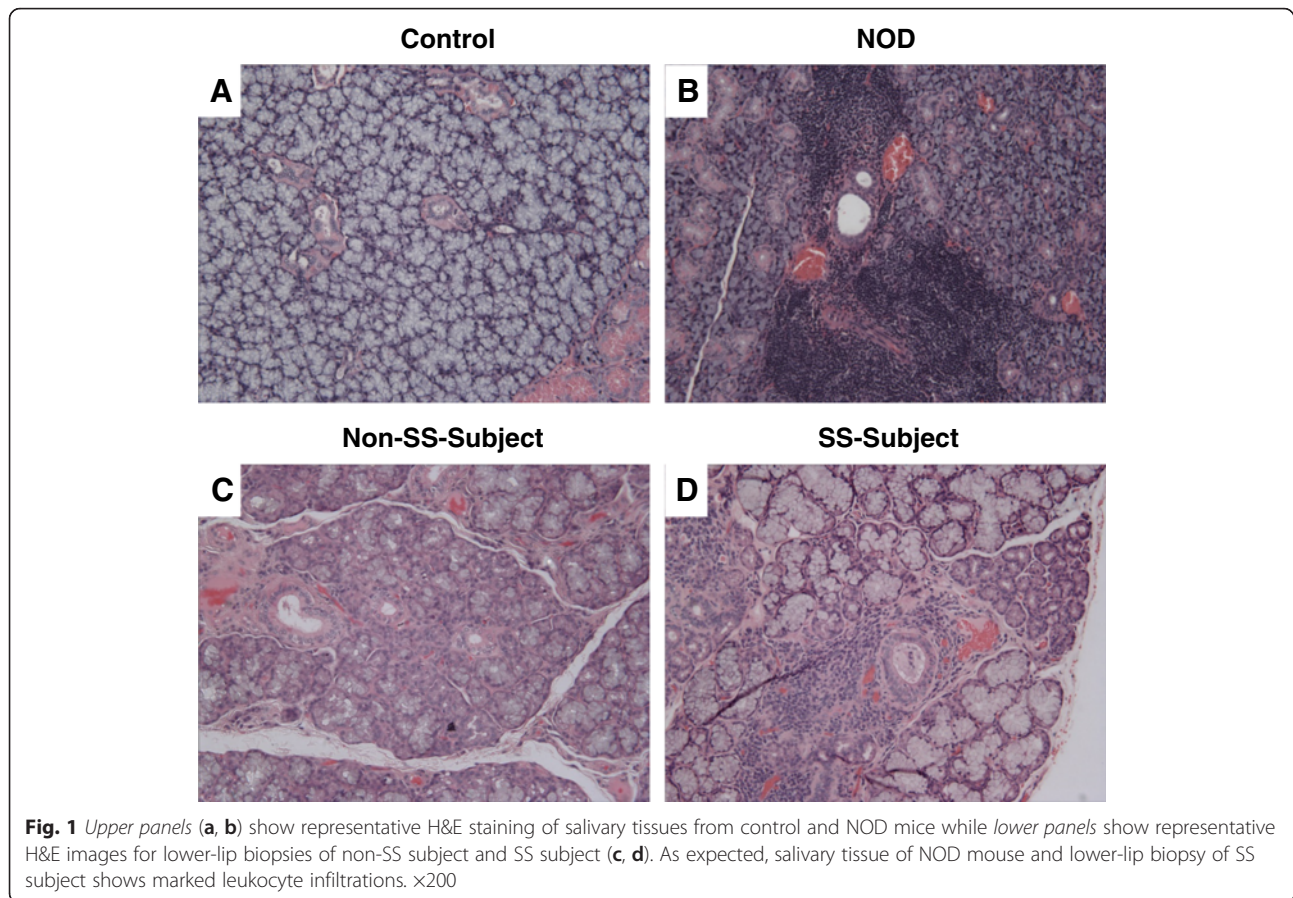 Control
NOD
A
B
Non-SS-Subject
SS-Subject
C
D
Fig. 1 Upper panels (a, b) show representative H&E staining of salivary tissues from control and NOD mice while lower panels show representative
H&E images for lower-lip biopsies of non-SS subject and SS subject (c, d). As expected, salivary tissue of NOD mouse and lower-lip biopsy of SS
subject shows marked leukocyte infiltrations. ×200